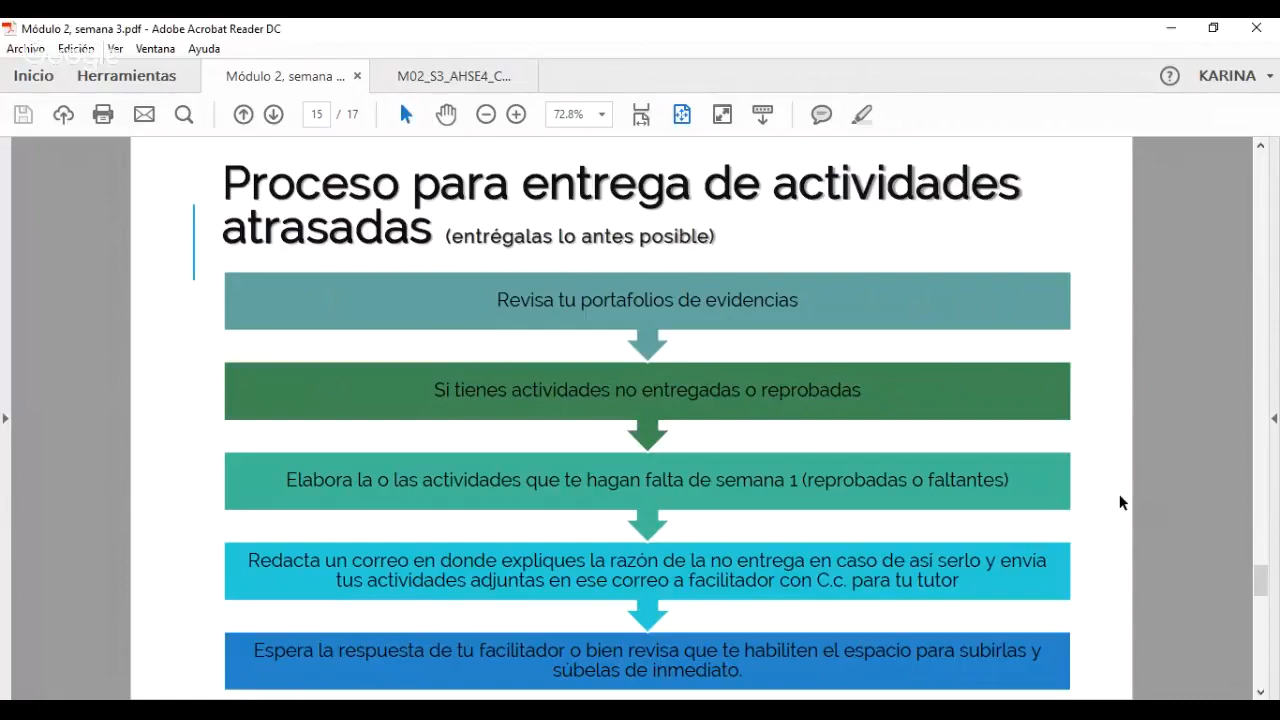 Módulo 2, semana 3.pdf - Adobe Acrobat Reader DC
Archivo Edición Ver Ventana Ayuda
Google
Inicio Herramientas Módulo 2, semana ... × M02_S3_AHSE4_C... KARINA
15 / 17 72.8%
Proceso para entrega de actividades
atrasadas (entrégalas lo antes posible)
Revisa tu portafolios de evidencias
Si tienes actividades no entregadas o reprobadas
Elabora la o las actividades que te hagan falta de semana 1 (reprobadas o faltantes)
Redacta un correo en donde expliques la razón de la no entrega en caso de así serlo y envía
tus actividades adjuntas en ese correo a facilitador con C.c. para tu tutor
Espera la respuesta de tu facilitador o bien revisa que te habiliten el espacio para subirlas y
súbelas de inmediato.